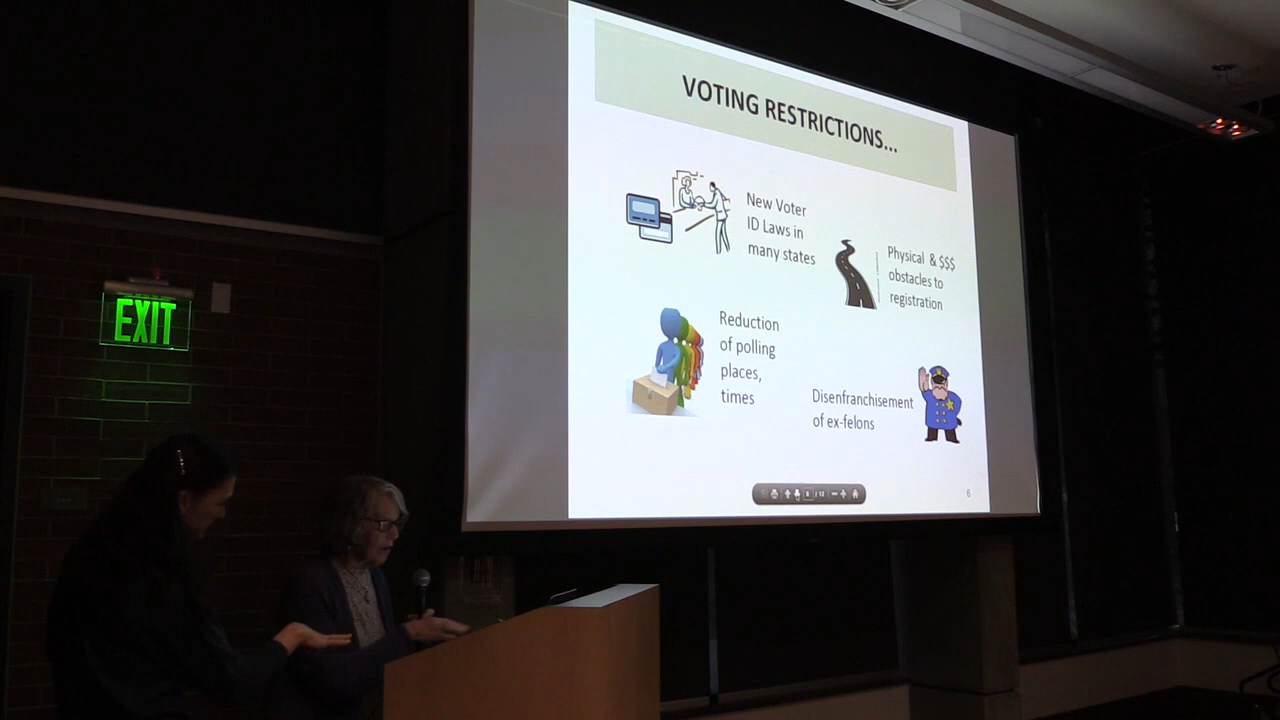 VOTING RESTRICTIONS...
New Voter
ID Laws in
many states
Physical & $$$
obstacles to
registration
Reduction
of polling
places,
times
Disenfranchisement
of ex-felons
6
EXIT